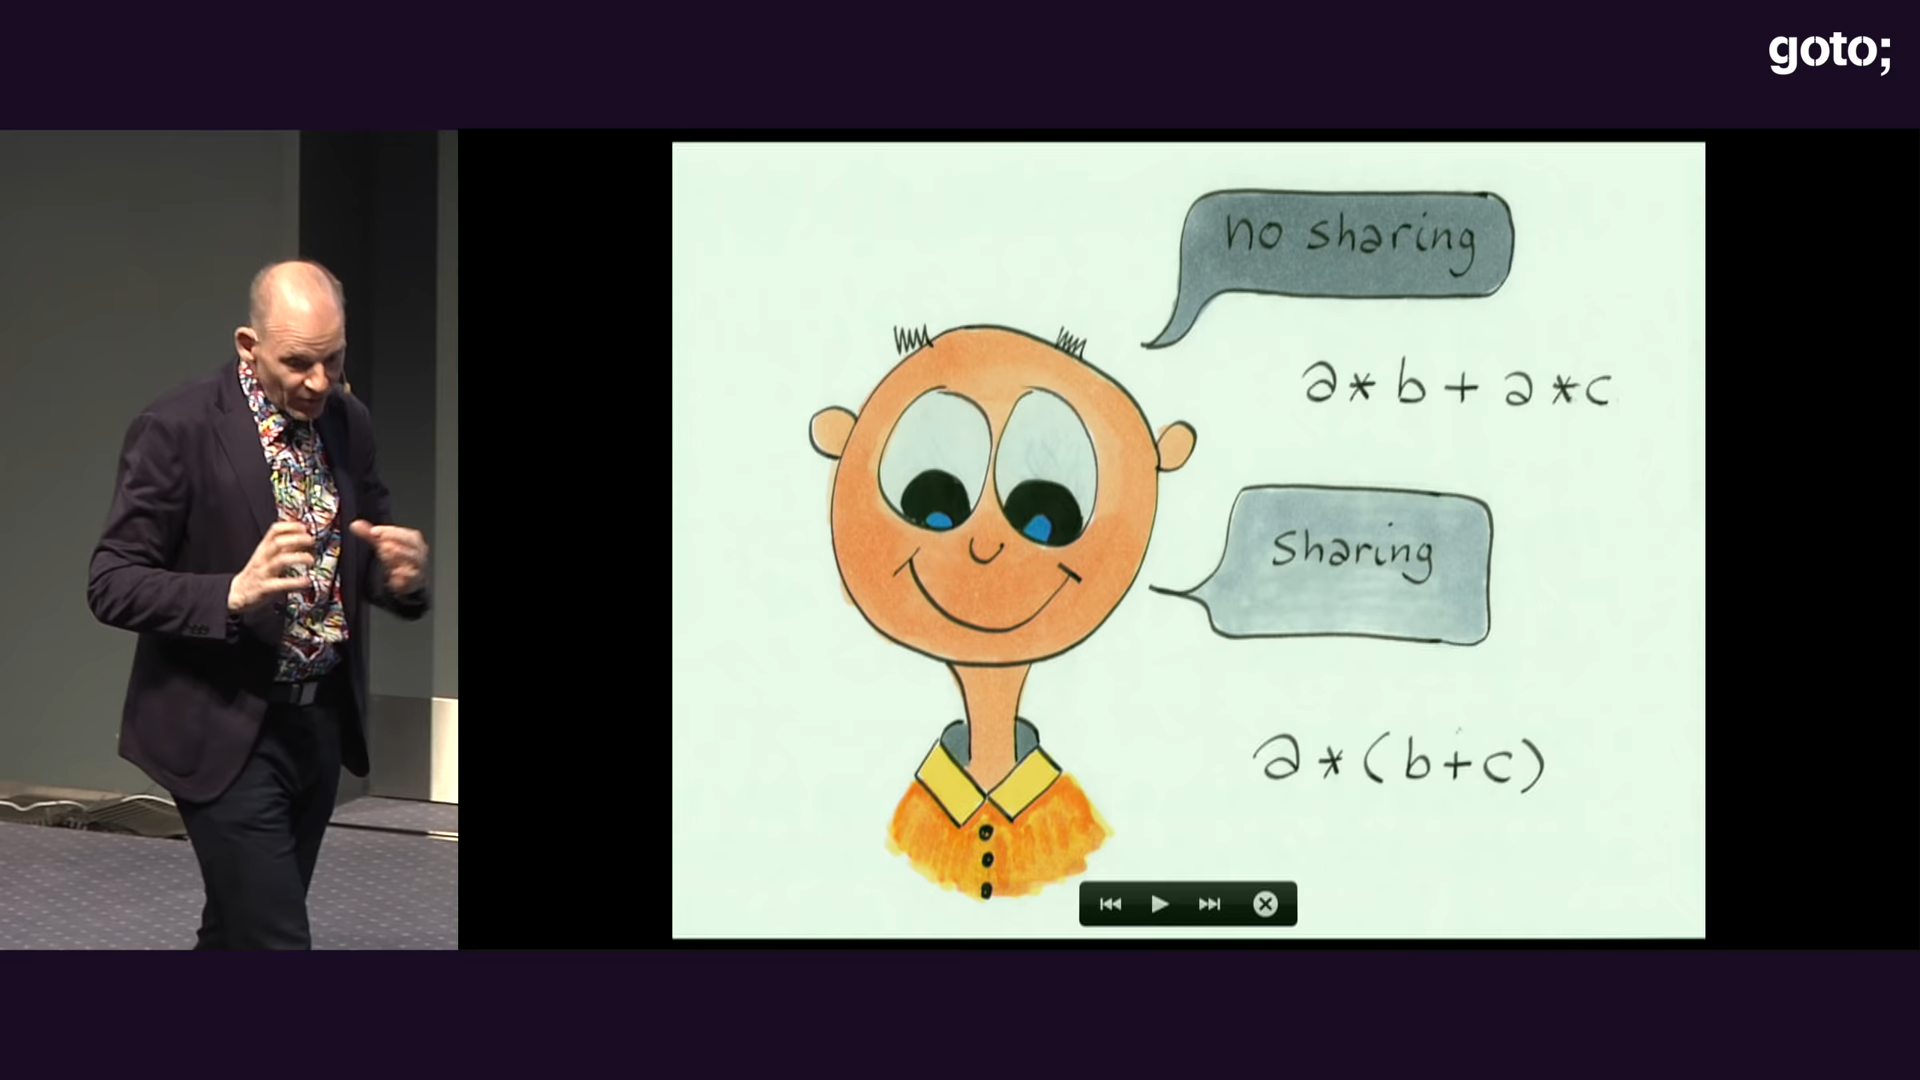 goto;
no sharing
a* b + a *c
Sharing
a * (b+c)